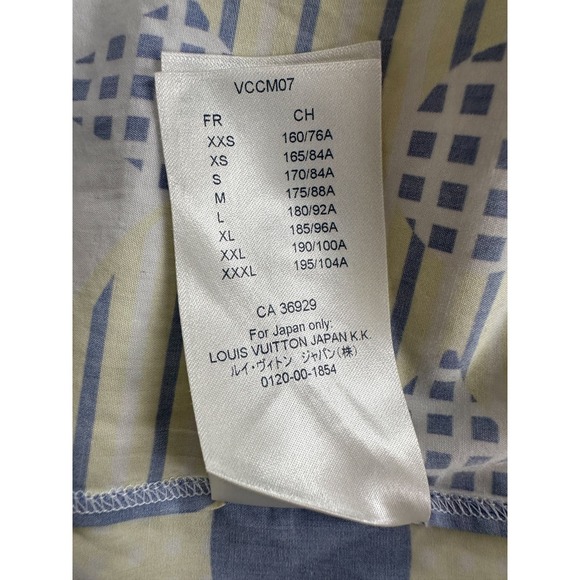 VCCM07
FR CH
XXS 160/76A
XS 165/84A
S 170/84A
M 175/88A
L 180/92A
XL 185/96A
XXL 190/100A
XXXL 195/104A
CA 36929
For Japan only:
LOUIS VUITTON JAPAN K.K.
ルイ・ヴィトン ジャパン(株)
0120-00-1854